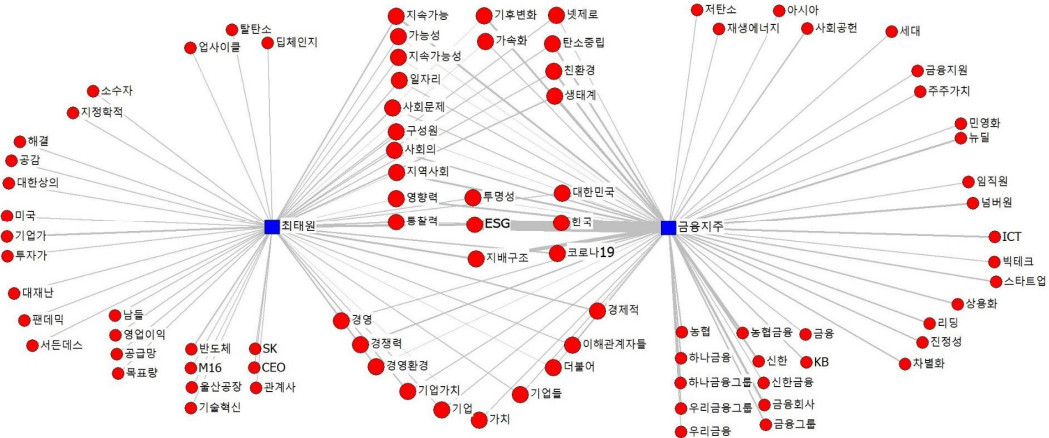 탈탄소
업사이클
딥체인지
소수자
지정학적
해결
공감
대한상의
미국
기업가
투자가
대재난
팬데믹
서든데스
남들
영업이익
공급망
목표량
반도체
M16
울산공장
기술혁신
SK
CEO
관계사
최태원
지속가능
가능성
지속가능성
일자리
사회문제
구성원
사회의
지역사회
영향력
통찰력
기후변화
가속화
넷제로
탄소중립
친환경
생태계
투명성
ESG
지배구조
대한민국
한국
코로나19
경영
경쟁력
경영환경
기업가치
기업
가치
기업들
더불어
이해관계자들
경제적
금융지주
저탄소
재생에너지
아시아
사회공헌
세대
금융지원
주주가치
민영화
뉴딜
임직원
넘버원
ICT
빅테크
스타트업
상용화
리딩
진정성
차별화
농협
하나금융
하나금융그룹
우리금융그룹
우리금융
농협금융
신한
신한금융
금융회사
금융그룹
금융
KB